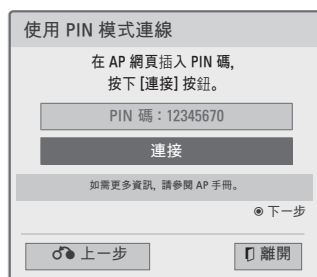 使用 PIN 模式連線
在 AP 網頁插入 PIN 碼,
按下 [連接] 按鈕。
PIN 碼：12345670
連接
如需更多資訊, 請參閱 AP 手冊。
◉ 下一步
上一步
離開